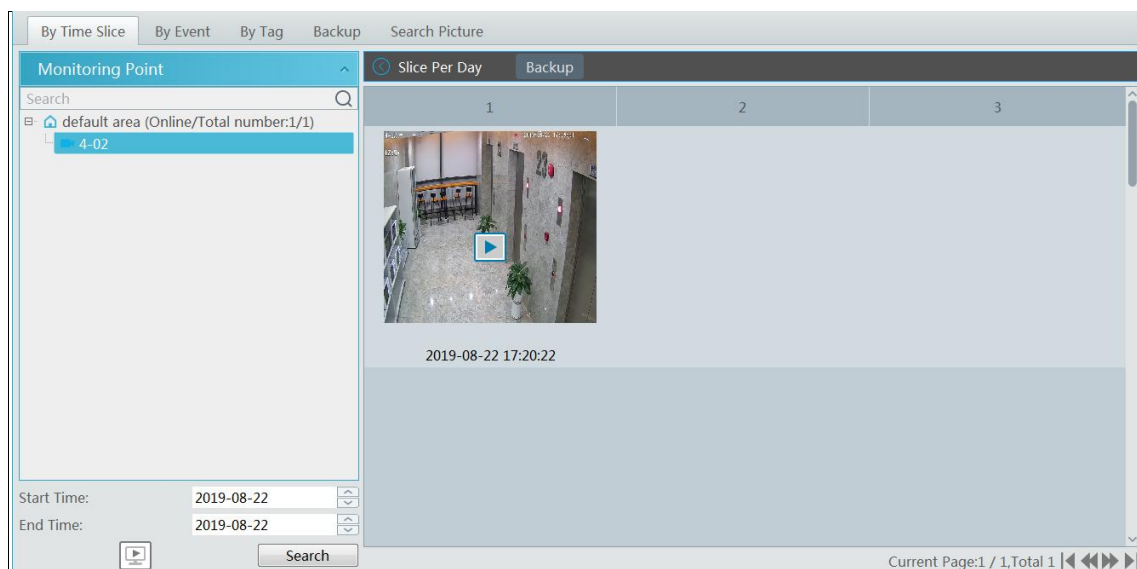 By Time Slice By Event By Tag Backup Search Picture
Monitoring Point
Slice Per Day Backup
Search
1 2 3
default area (Online/Total number:1/1)
4-02
23
2019-08-22 17:20:22
Start Time: 2019-08-22
End Time: 2019-08-22
Search
Current Page:1 / 1,Total 1